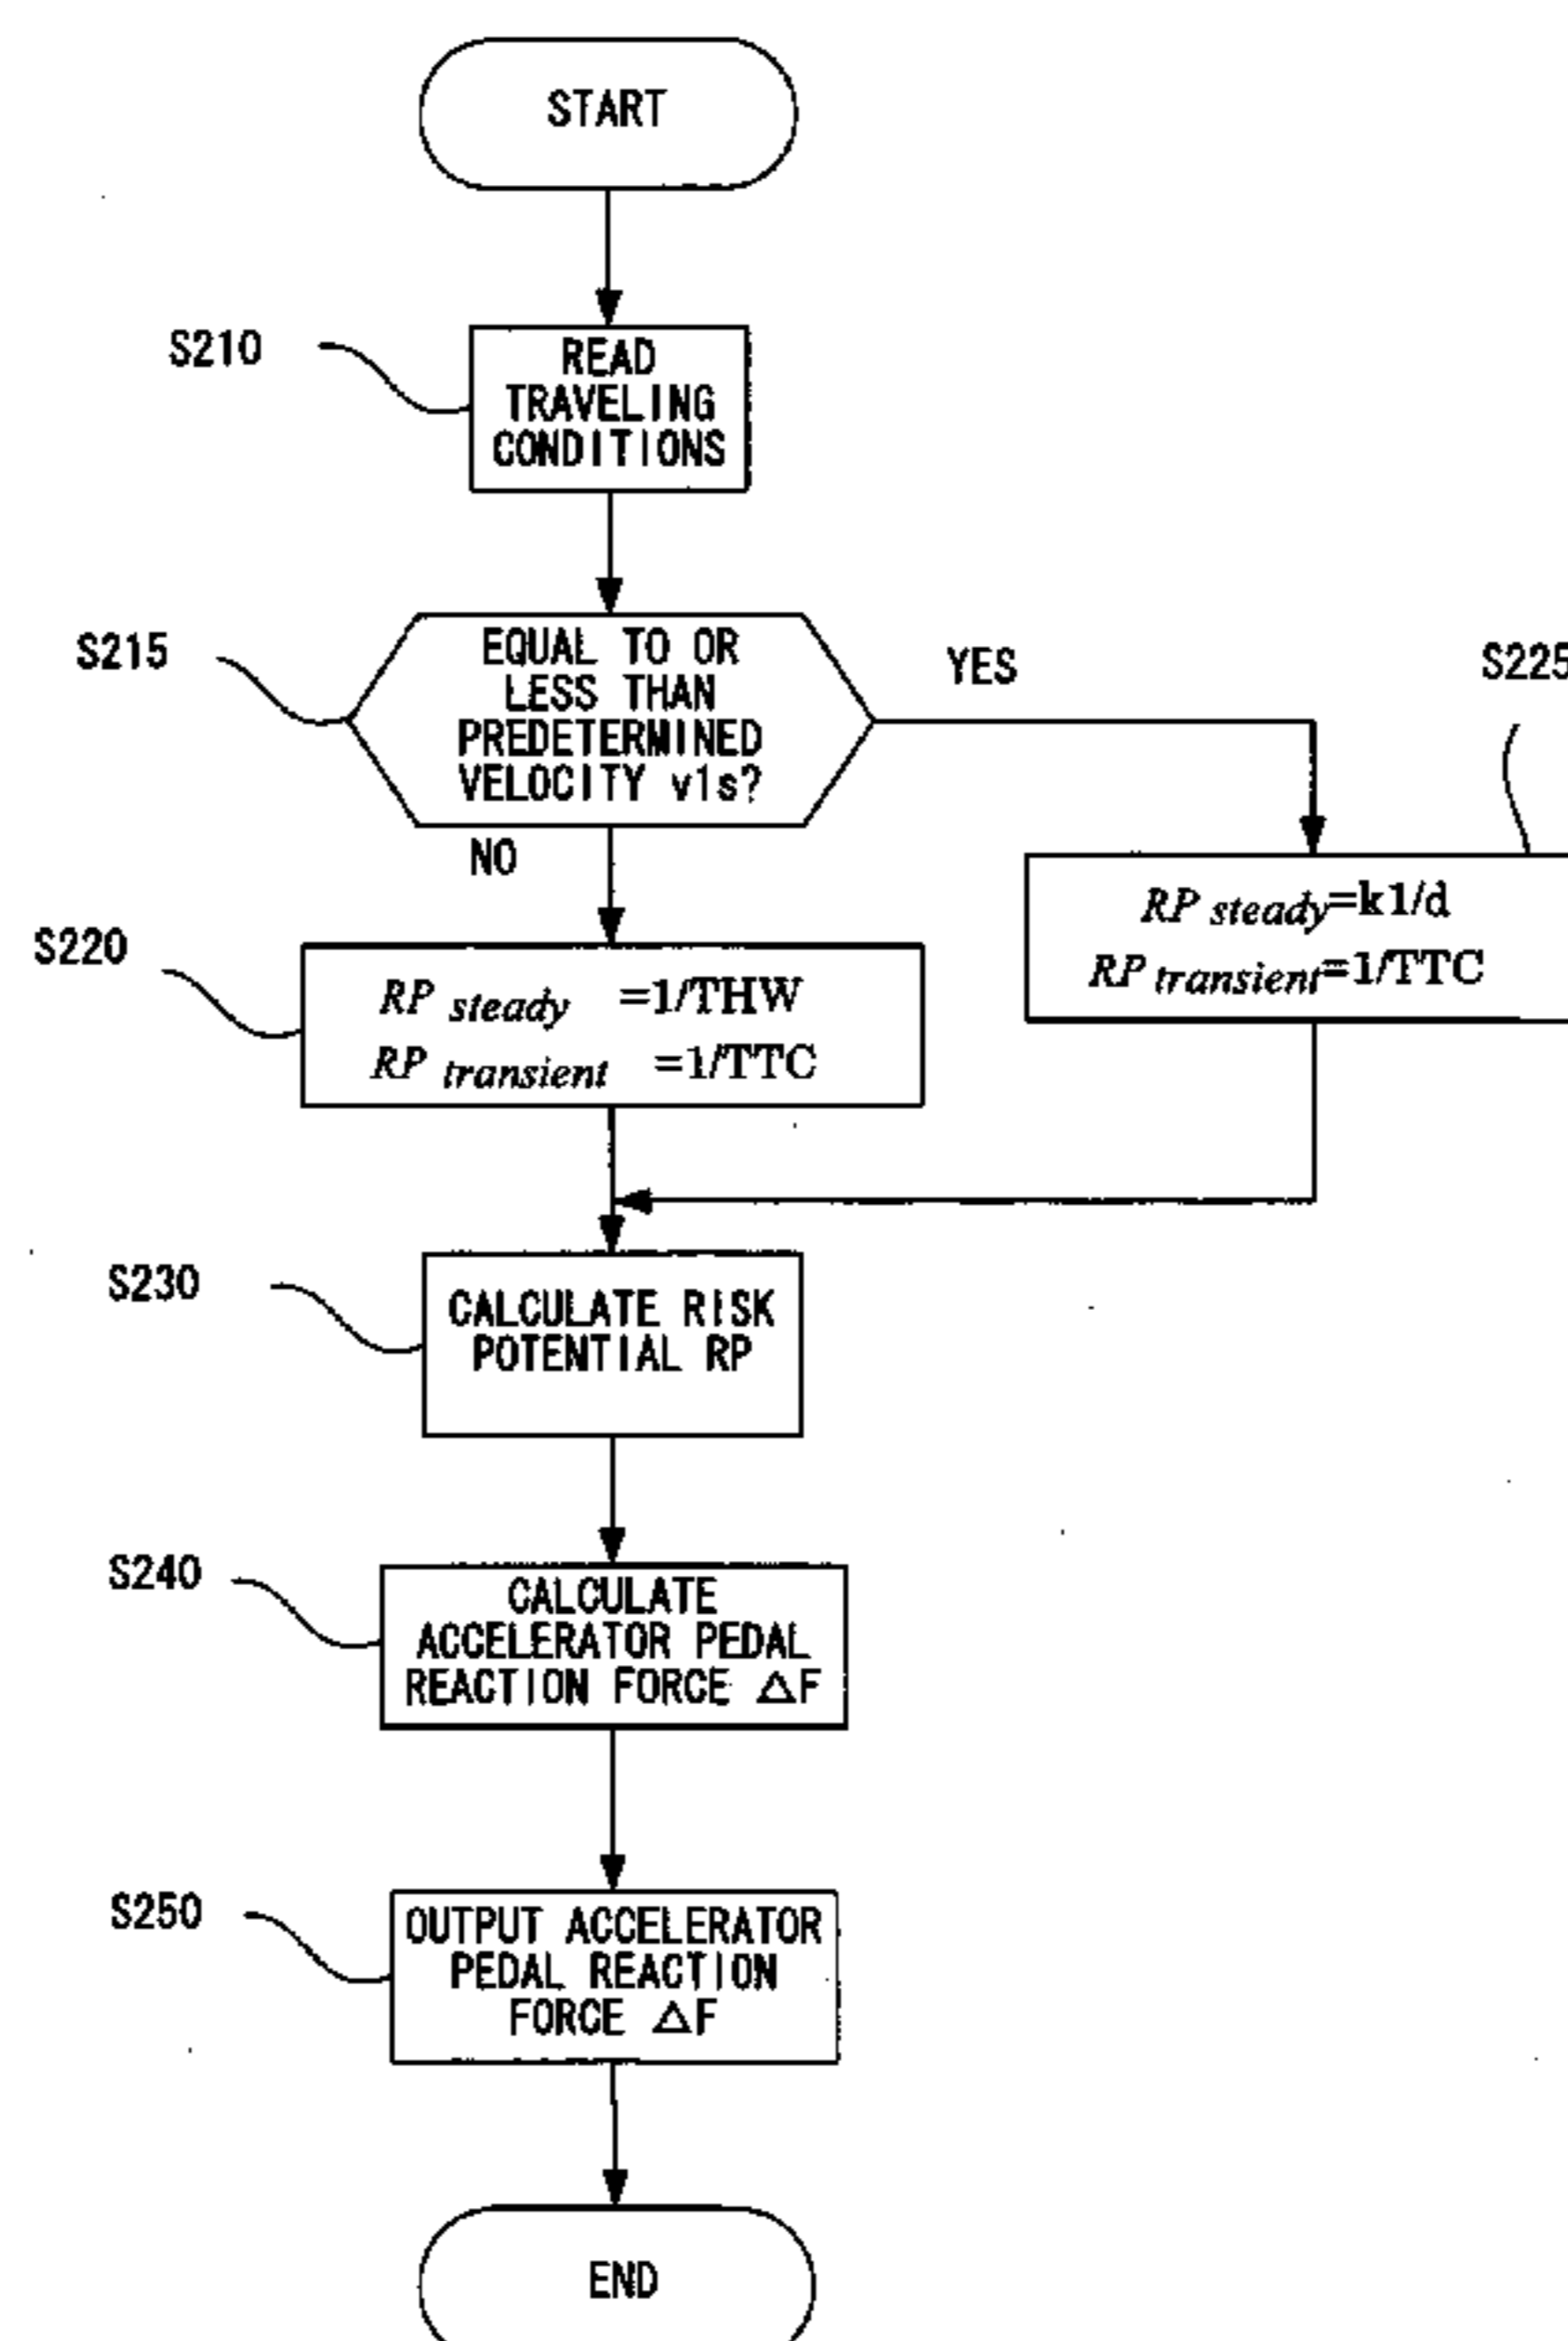 START
S210
READ
TRAVELING
CONDITIONS
S215
EQUAL TO OR
LESS THAN
PREDETERMINED
VELOCITY v1s?
YES
NO
S225
RP steady=k1/d
RP transient=1/TTC
S220
RP steady =1/THW
RP transient =1/TTC
S230
CALCULATE RISK
POTENTIAL RP
S240
CALCULATE
ACCELERATOR PEDAL
REACTION FORCE △F
S250
OUTPUT ACCELERATOR
PEDAL REACTION
FORCE △F
END